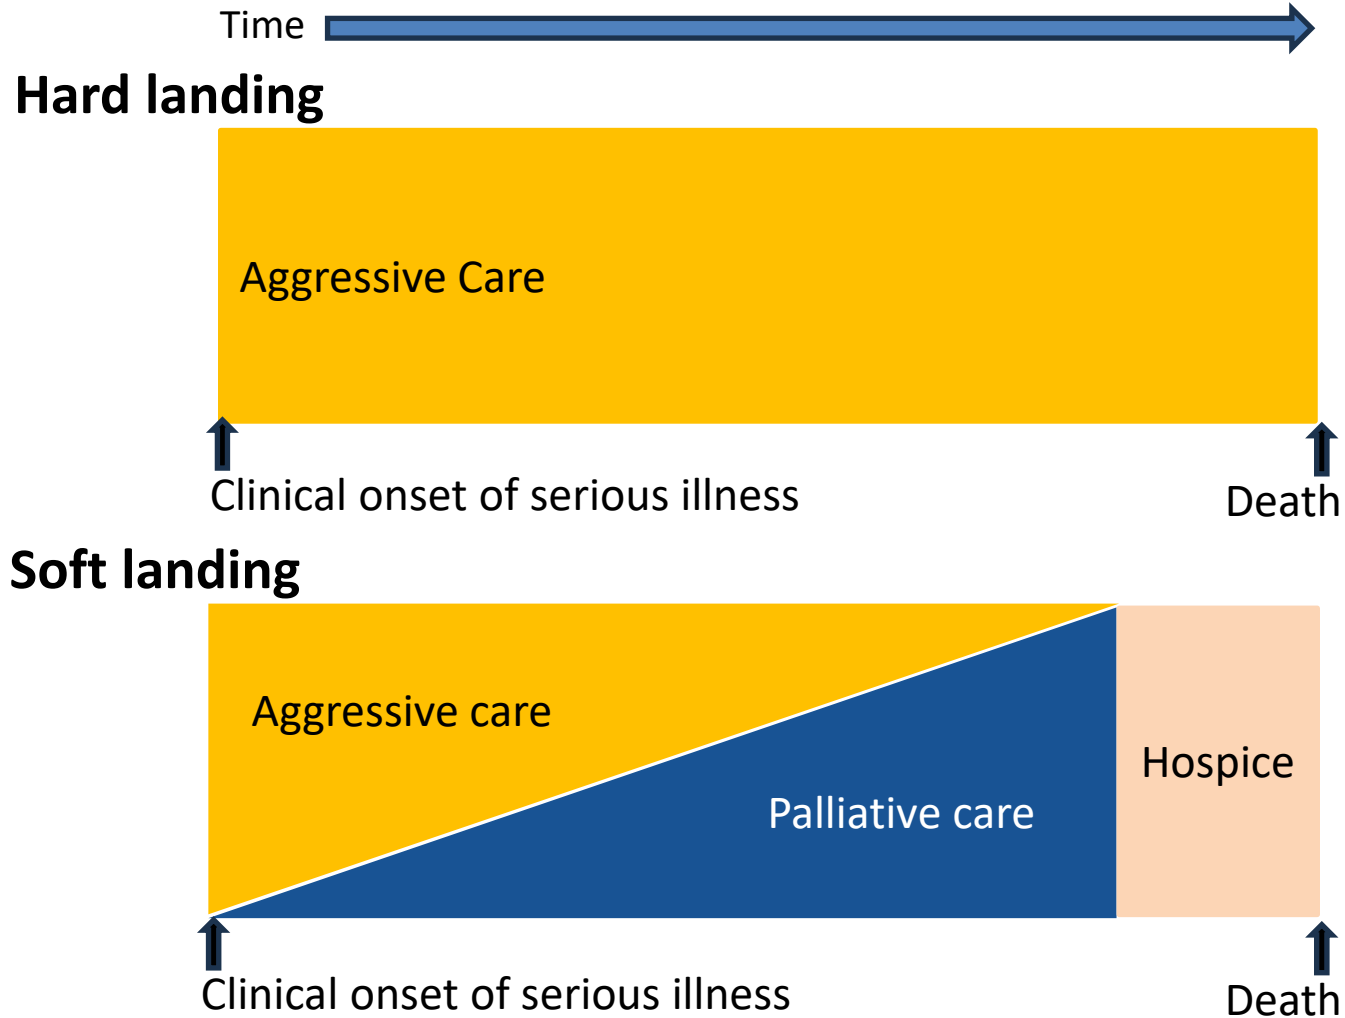 Time
Hard landing
Aggressive Care
Clinical onset of serious illness
Death
Soft landing
Aggressive care
Hospice
Palliative care
Clinical onset of serious illness
Death